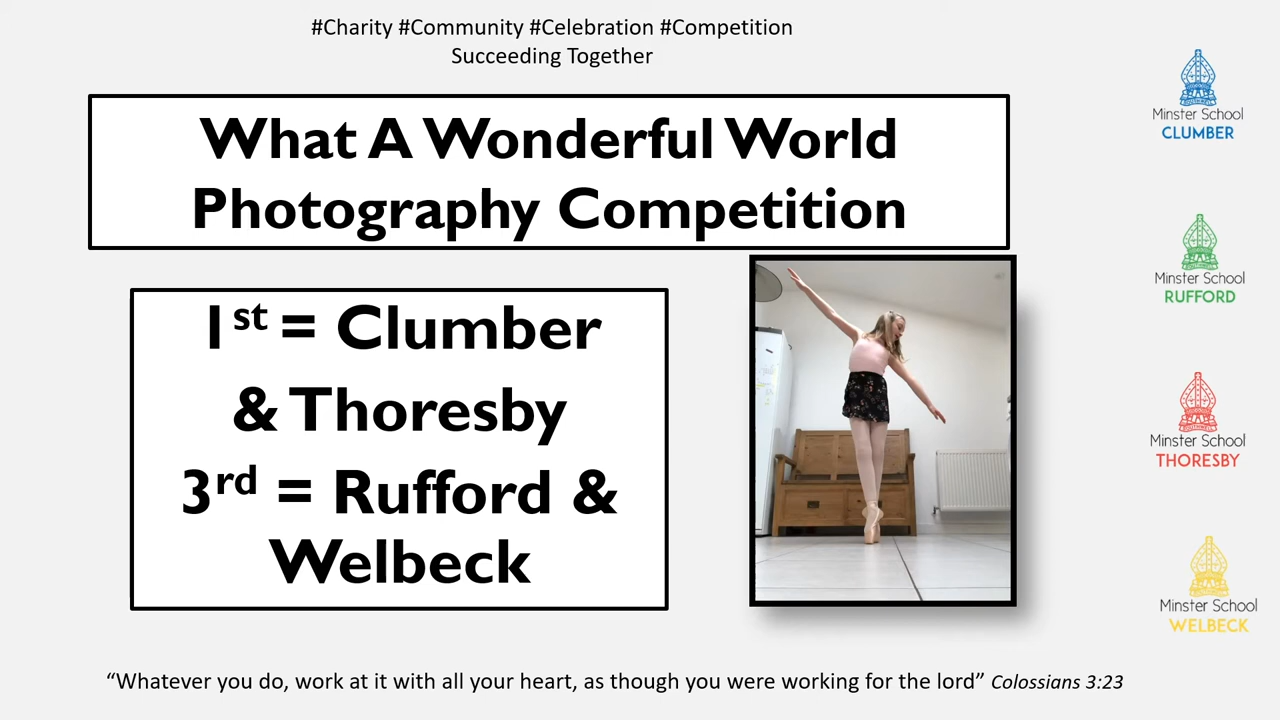 #Charity #Community #Celebration #Competition
Succeeding Together
What A Wonderful World
Photography Competition
1st = Clumber
& Thoresby
3rd = Rufford &
Welbeck
Minster School
CLUMBER
Minster School
RUFFORD
Minster School
THORESBY
Minster School
WELBECK
“Whatever you do, work at it with all your heart, as though you were working for the lord” Colossians 3:23